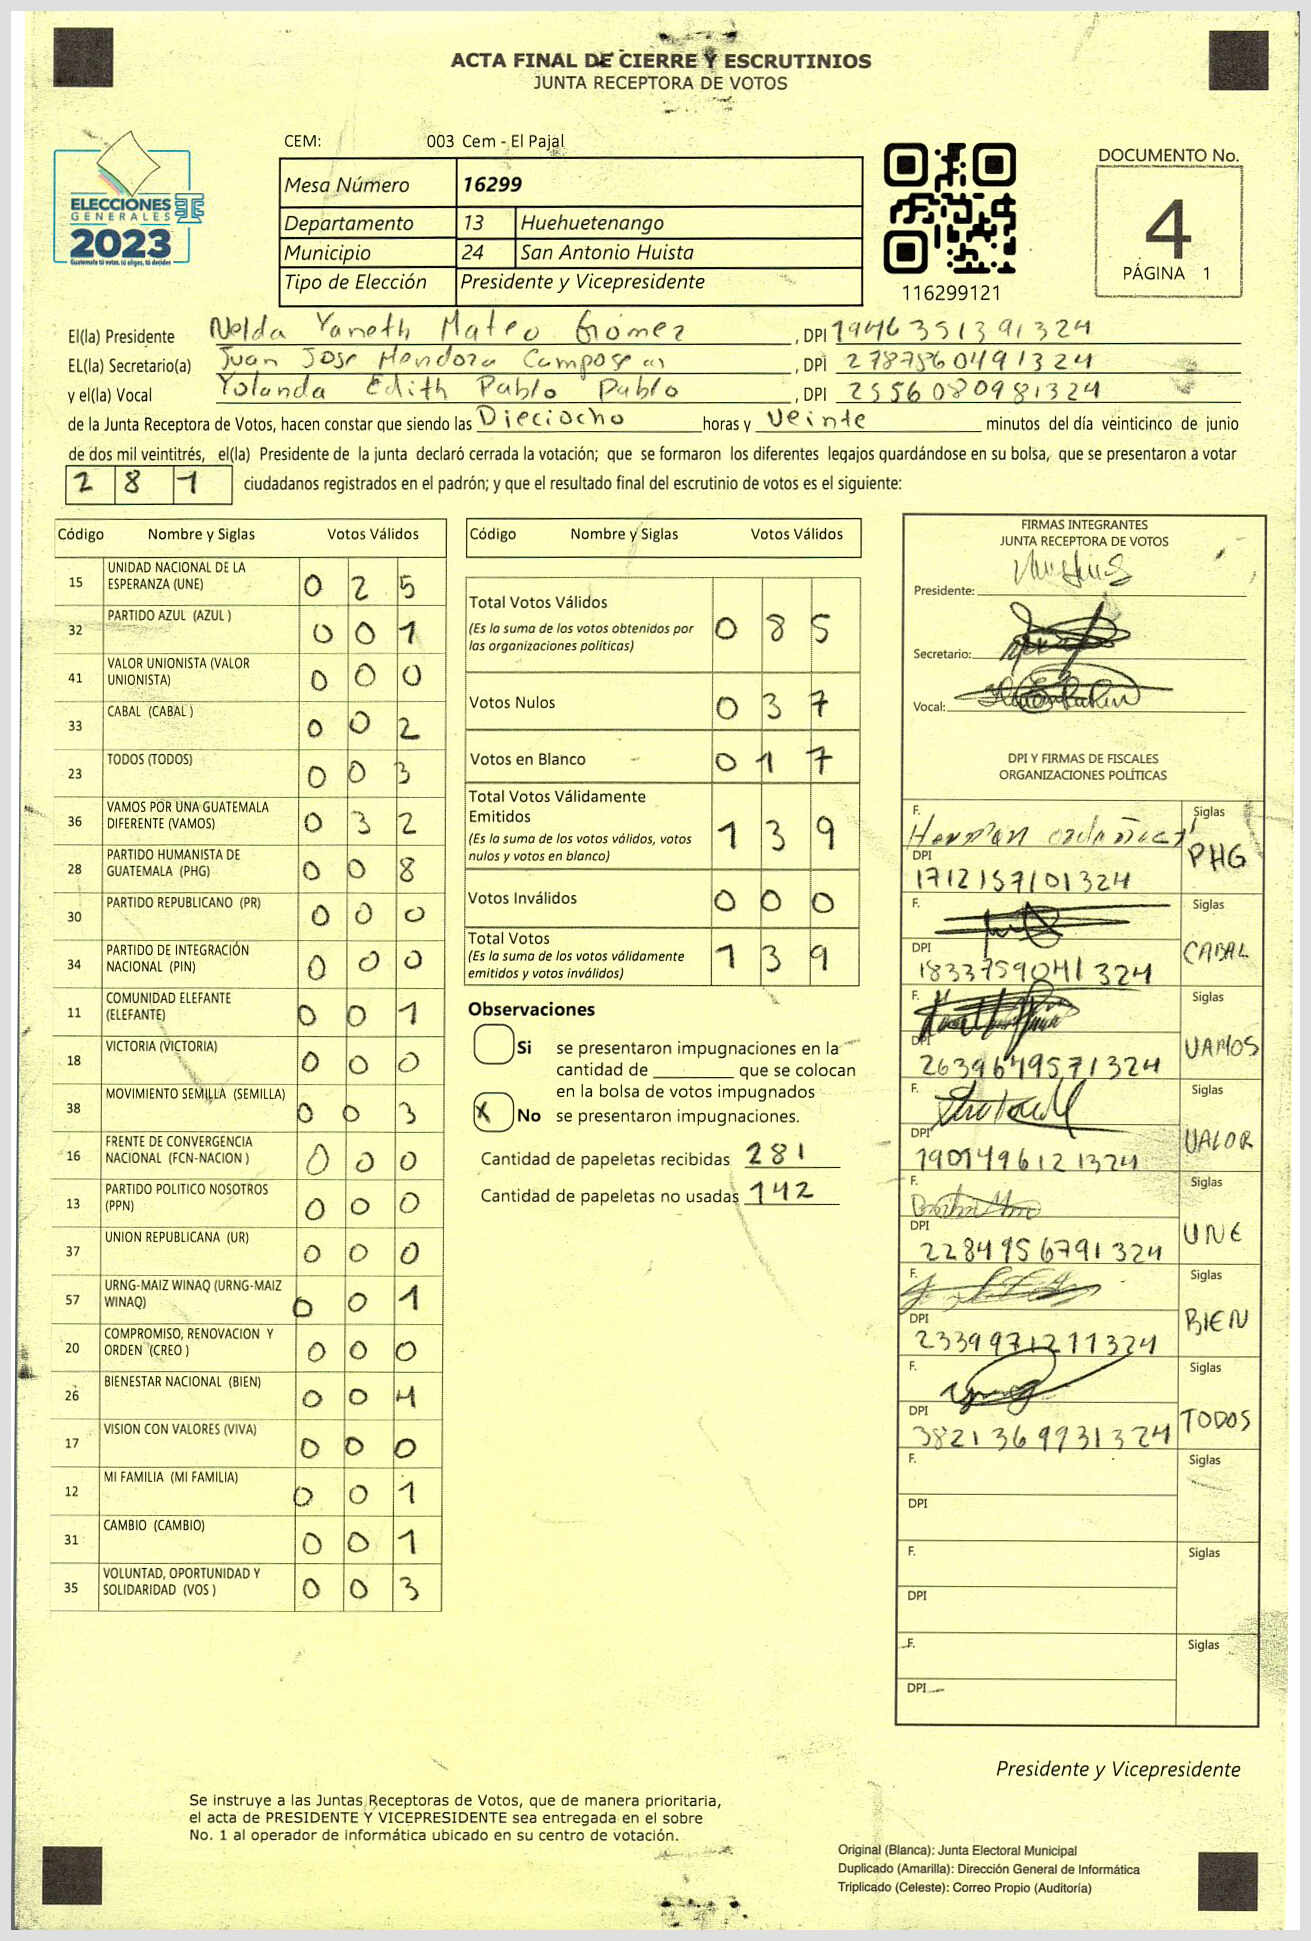 ACTA FINAL DE CIERRE Y ESCRUTINIOS
JUNTA RECEPTORA DE VOTOS
CEM: 003 Cem - El Pajal
ELECCIONES
GENERALES
2023
Guatemala tú votas, tú eliges, tú decides
Mesa Número 16299
Departamento 13 Huehuetenango
Municipio 24 San Antonio Huista
Tipo de Elección Presidente y Vicepresidente
116299121
DOCUMENTO No.
4
PÁGINA 1
El(la) Presidente Nelda Yaneth Mateo Gómez, DPI 1946351391324
EL(la) Secretario(a) Juan Jose Mendoza Campos, DPI 2787560491324
y el(la) Vocal Yolanda Edith Pablo Pablo, DPI 2556080981324
de la Junta Receptora de Votos, hacen constar que siendo las Dieciocho horas y Veinte minutos del día veinticinco de junio
de dos mil veintitrés, el(la) Presidente de la junta declaró cerrada la votación; que se formaron los diferentes legajos guardándose en su bolsa, que se presentaron a votar
2 8 1 ciudadanos registrados en el padrón; y que el resultado final del escrutinio de votos es el siguiente:
Código Nombre y Siglas Votos Válidos
15 UNIDAD NACIONAL DE LA ESPERANZA (UNE) 0 2 5
32 PARTIDO AZUL (AZUL ) 0 0 1
41 VALOR UNIONISTA (VALOR UNIONISTA) 0 0 0
33 CABAL (CABAL ) 0 0 2
23 TODOS (TODOS) 0 0 3
36 VAMOS POR UNA GUATEMALA DIFERENTE (VAMOS) 0 3 2
28 PARTIDO HUMANISTA DE GUATEMALA (PHG) 0 0 8
30 PARTIDO REPUBLICANO (PR) 0 0 0
34 PARTIDO DE INTEGRACIÓN NACIONAL (PIN) 0 0 0
11 COMUNIDAD ELEFANTE (ELEFANTE) 0 0 1
18 VICTORIA (VICTORIA) 0 0 0
38 MOVIMIENTO SEMILLA (SEMILLA) 0 0 3
16 FRENTE DE CONVERGENCIA NACIONAL (FCN-NACION ) 0 0 0
13 PARTIDO POLITICO NOSOTROS (PPN) 0 0 0
37 UNION REPUBLICANA (UR) 0 0 0
57 URNG-MAIZ WINAQ (URNG-MAIZ WINAQ) 0 0 1
20 COMPROMISO, RENOVACION Y ORDEN (CREO ) 0 0 0
26 BIENESTAR NACIONAL (BIEN) 0 0 4
17 VISION CON VALORES (VIVA) 0 0 0
12 MI FAMILIA (MI FAMILIA) 0 0 1
31 CAMBIO (CAMBIO) 0 0 1
35 VOLUNTAD, OPORTUNIDAD Y SOLIDARIDAD (VOS ) 0 0 3
Código Nombre y Siglas Votos Válidos
Total Votos Válidos 0 8 5
(Es la suma de los votos obtenidos por
las organizaciones políticas)
Votos Nulos 0 3 7
Votos en Blanco 0 1 7
Total Votos Válidamente
Emitidos 1 3 9
(Es la suma de los votos válidos, votos
nulos y votos en blanco)
Votos Inválidos 0 0 0
Total Votos 1 3 9
(Es la suma de los votos válidamente
emitidos y votos inválidos)
Observaciones
Si se presentaron impugnaciones en la
cantidad de ________ que se colocan
en la bolsa de votos impugnados
X No se presentaron impugnaciones.
Cantidad de papeletas recibidas 281
Cantidad de papeletas no usadas 142
FIRMAS INTEGRANTES
JUNTA RECEPTORA DE VOTOS
Presidente:
Secretario:
Vocal:
DPI Y FIRMAS DE FISCALES
ORGANIZACIONES POLÍTICAS
F. Siglas
DPI PHG
1712157101324
F. Siglas
DPI CABAL
1833759041324
F. Siglas
DPI VAMOS
2639649571324
F. Siglas
DPI VALOR
1901496121324
F. Siglas
DPI UNE
2284956791324
F. Siglas
DPI BIEN
2339971211324
F. Siglas
DPI TODOS
3821369931324
F. Siglas
DPI
F. Siglas
DPI
F. Siglas
DPI
Presidente y Vicepresidente
Se instruye a las Juntas Receptoras de Votos, que de manera prioritaria,
el acta de PRESIDENTE Y VICEPRESIDENTE sea entregada en el sobre
No. 1 al operador de informática ubicado en su centro de votación.
Original (Blanca): Junta Electoral Municipal
Duplicado (Amarilla): Dirección General de Informática
Triplicado (Celeste): Correo Propio (Auditoría)